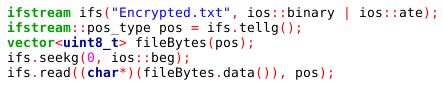 ifstream ifs("Encrypted.txt", ios::binary | ios::ate);
ifstream::pos_type pos = ifs.tellg();
vector<uint8_t> fileBytes(pos);
ifs.seekg(0, ios::beg);
ifs.read((char*)(fileBytes.data()), pos);